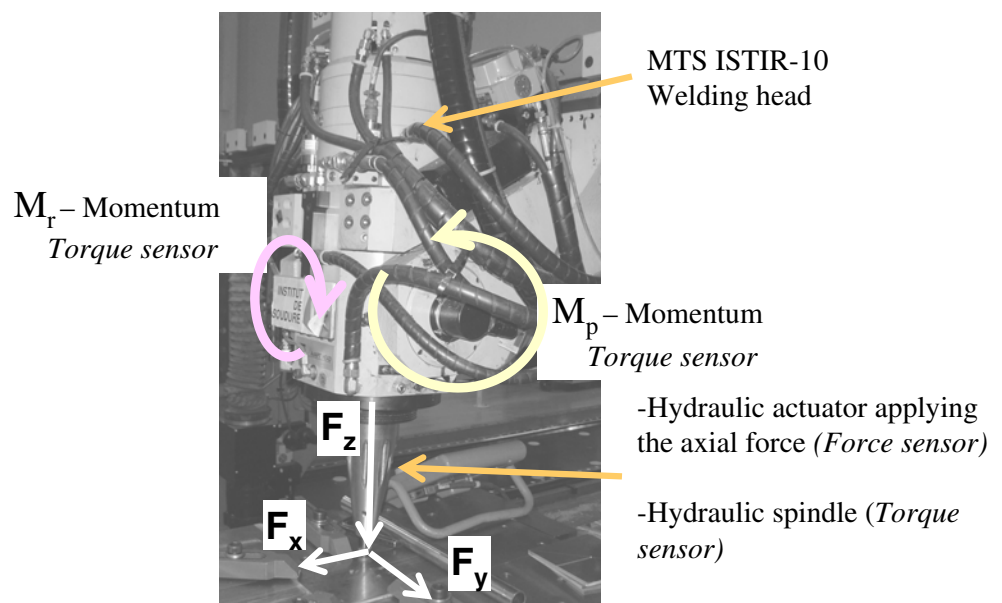 MTS ISTIR-10
Welding head
Mr – Momentum
Torque sensor
INSTITUT
DE
SOUDURE
Mp – Momentum
Torque sensor
-Hydraulic actuator applying
the axial force (Force sensor)
-Hydraulic spindle (Torque
sensor)
Fz
Fx
Fy